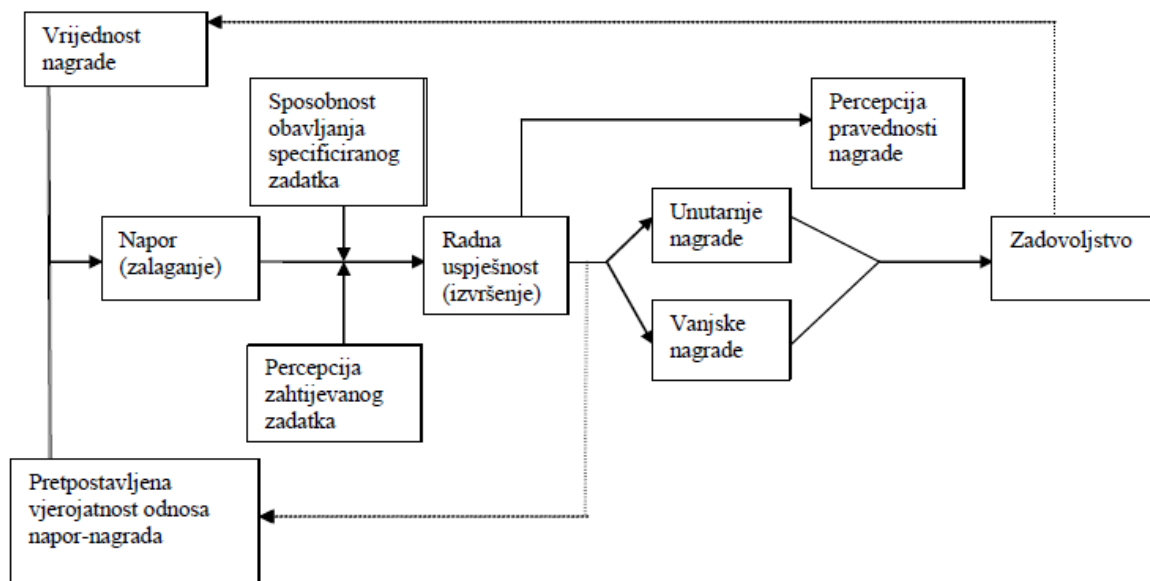 Vrijednost
nagrade
Sposobnost
obavljanja
specificiranog
zadatka
Percepcija
pravednosti
nagrade
Napor
(zalaganje)
Radna
uspješnost
(izvršenje)
Unutarnje
nagrade
Zadovoljstvo
Vanjske
nagrade
Percepcija
zahtijevanog
zadatka
Pretpostavljena
vjerojatnost odnosa
napor-nagrada